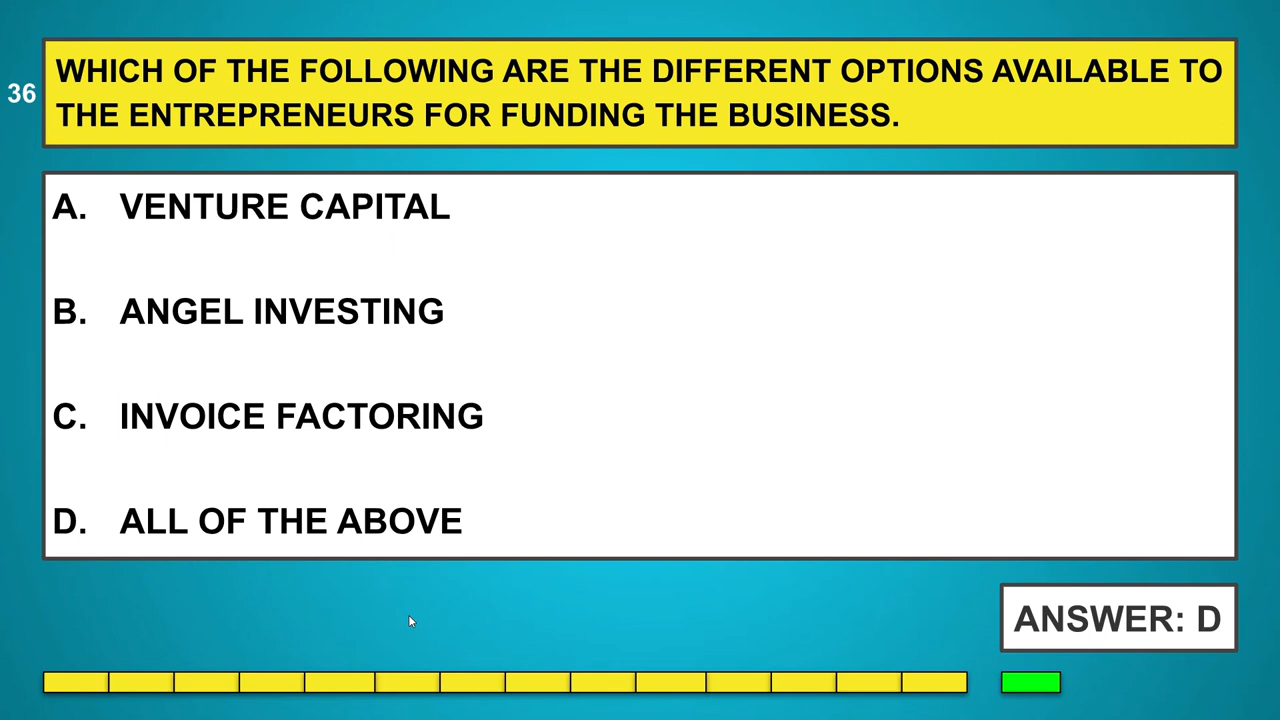 36
WHICH OF THE FOLLOWING ARE THE DIFFERENT OPTIONS AVAILABLE TO
THE ENTREPRENEURS FOR FUNDING THE BUSINESS.
A. VENTURE CAPITAL
B. ANGEL INVESTING
C. INVOICE FACTORING
D. ALL OF THE ABOVE
ANSWER: D